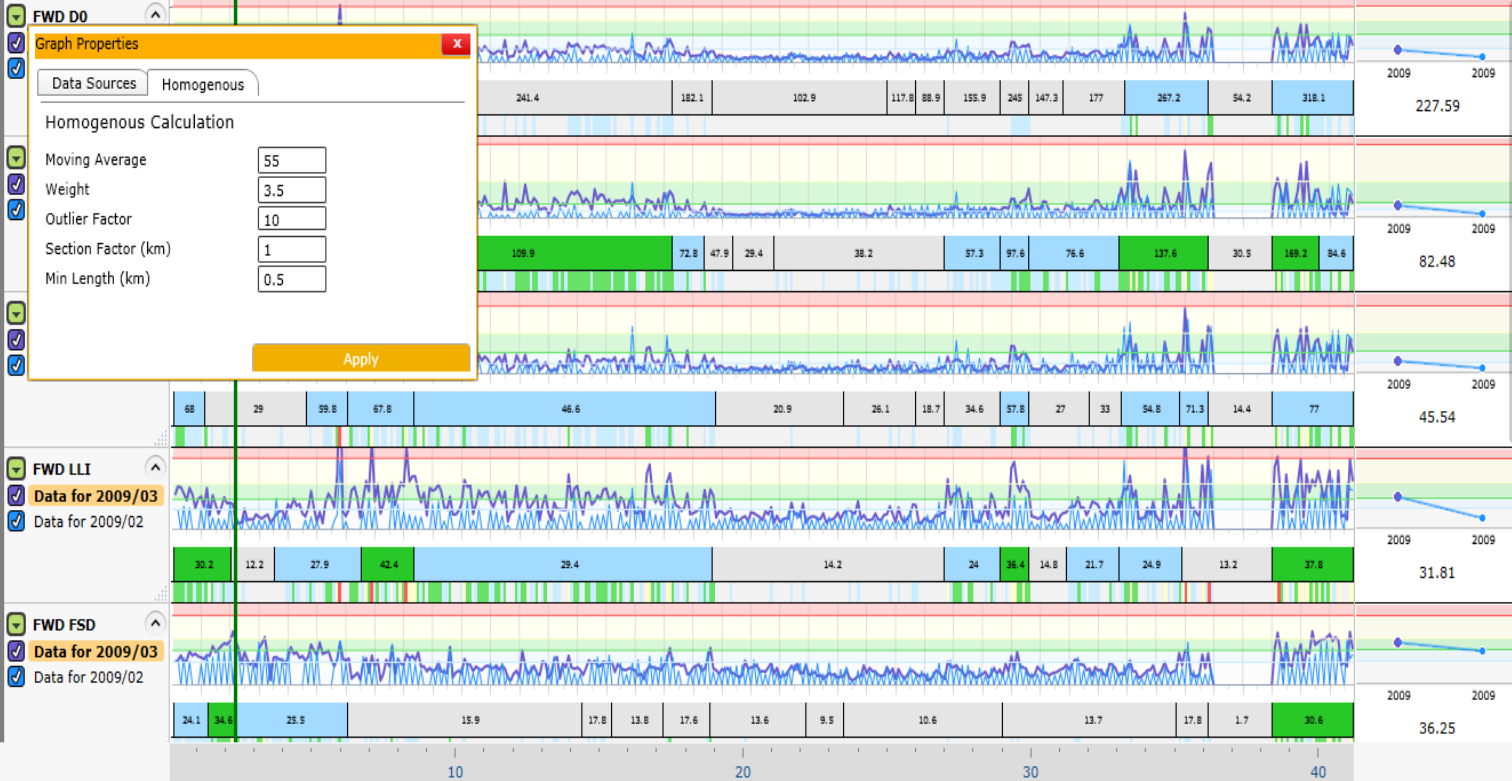 FWD D0
Graph Properties
x
Data Sources
Homogenous
Homogenous Calculation
Moving Average 55
Weight 3.5
Outlier Factor 10
Section Factor (km) 1
Min Length (km) 0.5
Apply
2009 2009
241.4 182.1 102.9 117.8 88.9 155.9 245 147.3 177 267.2 54.2 318.1
227.59
2009 2009
109.9 72.8 47.9 29.4 38.2 57.3 97.6 76.6 137.6 30.5 169.2 84.6
82.48
2009 2009
68 29 59.8 67.8 46.6 20.9 26.1 18.7 34.6 57.8 27 33 54.8 71.3 14.4 77
45.54
FWD LLI
Data for 2009/03
Data for 2009/02
2009 2009
30.2 12.2 27.9 42.4 29.4 14.2 24 36.4 14.8 21.7 24.9 13.2 37.8
31.81
FWD FSD
Data for 2009/03
Data for 2009/02
2009 2009
24.1 34.6 25.5 15.9 17.8 13.8 17.6 13.6 9.5 10.6 13.7 17.8 1.7 30.6
36.25
10 20 30 40